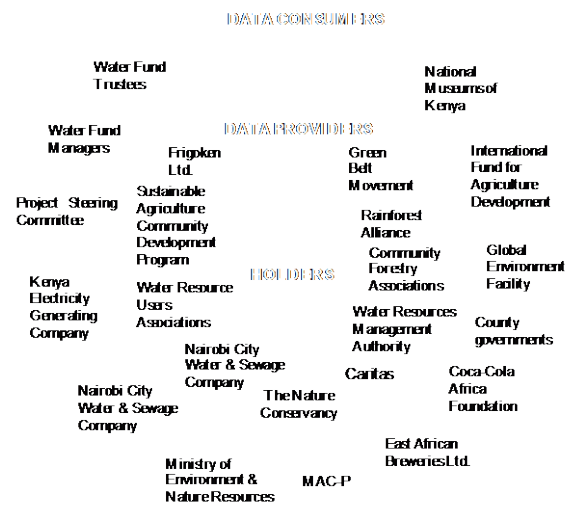 DATA CONSUMERS
Water Fund
Trustees
National
Museums of
Kenya
Water Fund
Managers
DATA PROVIDERS
Frigoken
Ltd.
Green
Belt
Movement
International
Fund for
Agriculture
Development
Project Steering
Committee
Sustainable
Agriculture
Community
Development
Program
Rainforest
Alliance
Community
Forestry
Associations
Global
Environment
Facility
HOLDERS
Kenya
Electricity
Generating
Company
Water Resource
Users
Associations
Water Resources
Management
Authority
County
governments
Nairobi City
Water & Sewage
Company
Caritas
Coca-Cola
Africa
Foundation
Nairobi City
Water & Sewage
Company
The Nature
Conservancy
East African
Breweries Ltd.
Ministry of
Environment &
Nature Resources
MAC-P